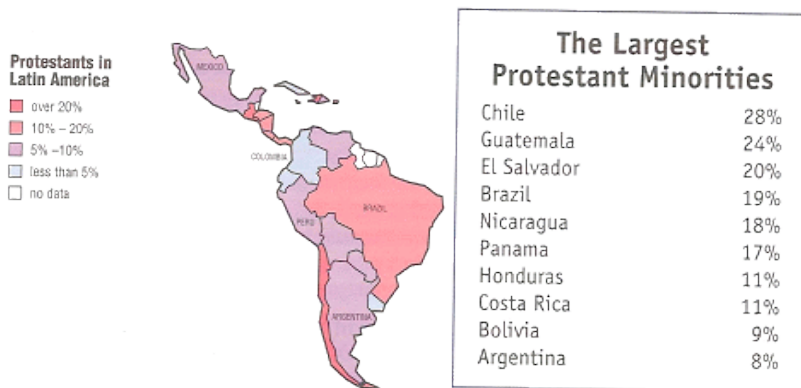 Protestants in
Latin America
over 20%
10% – 20%
5% –10%
less than 5%
no data
MEXICO
COLOMBIA
BRAZIL
PERU
ARGENTINA
The Largest
Protestant Minorities
Chile 28%
Guatemala 24%
El Salvador 20%
Brazil 19%
Nicaragua 18%
Panama 17%
Honduras 11%
Costa Rica 11%
Bolivia 9%
Argentina 8%